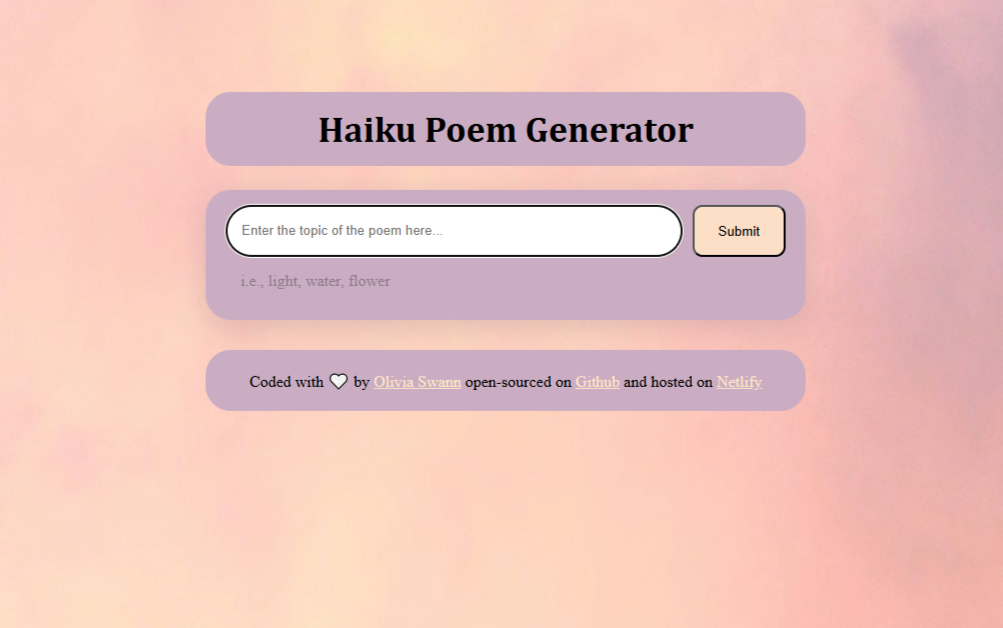 Haiku Poem Generator
Enter the topic of the poem here...
Submit
i.e., light, water, flower
Coded with 🤍 by Olivia Swann open-sourced on Github and hosted on Netlify